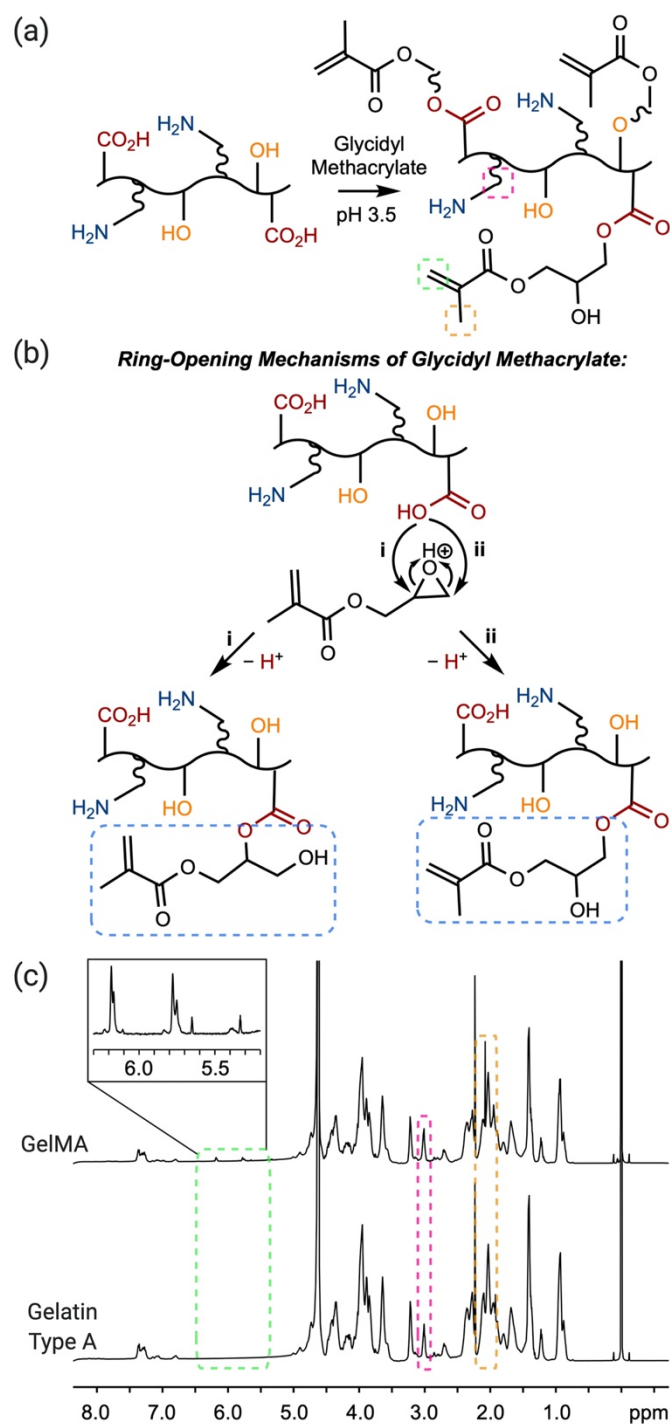 (a)
O
O
O
O
H₂N
O
O
O
CO₂H
H₂N
OH
Glycidyl
Methacrylate
pH 3.5
H₂N
HO
CO₂H
H₂N
HO
O
O
O
O
OH
(b)
Ring-Opening Mechanisms of Glycidyl Methacrylate:
CO₂H
H₂N
OH
H₂N
HO
HO
O
i
H⊕
ii
O
O
O
i
– H⁺
ii
– H⁺
CO₂H
H₂N
OH
H₂N
HO
O
O
O
OH
O
CO₂H
H₂N
OH
H₂N
HO
O
O
O
O
OH
(c)
6.0
5.5
GelMA
Gelatin
Type A
8.0 7.0 6.0 5.0 4.0 3.0 2.0 1.0 ppm